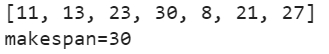 [11, 13, 23, 30, 8, 21, 27]
makespan=30